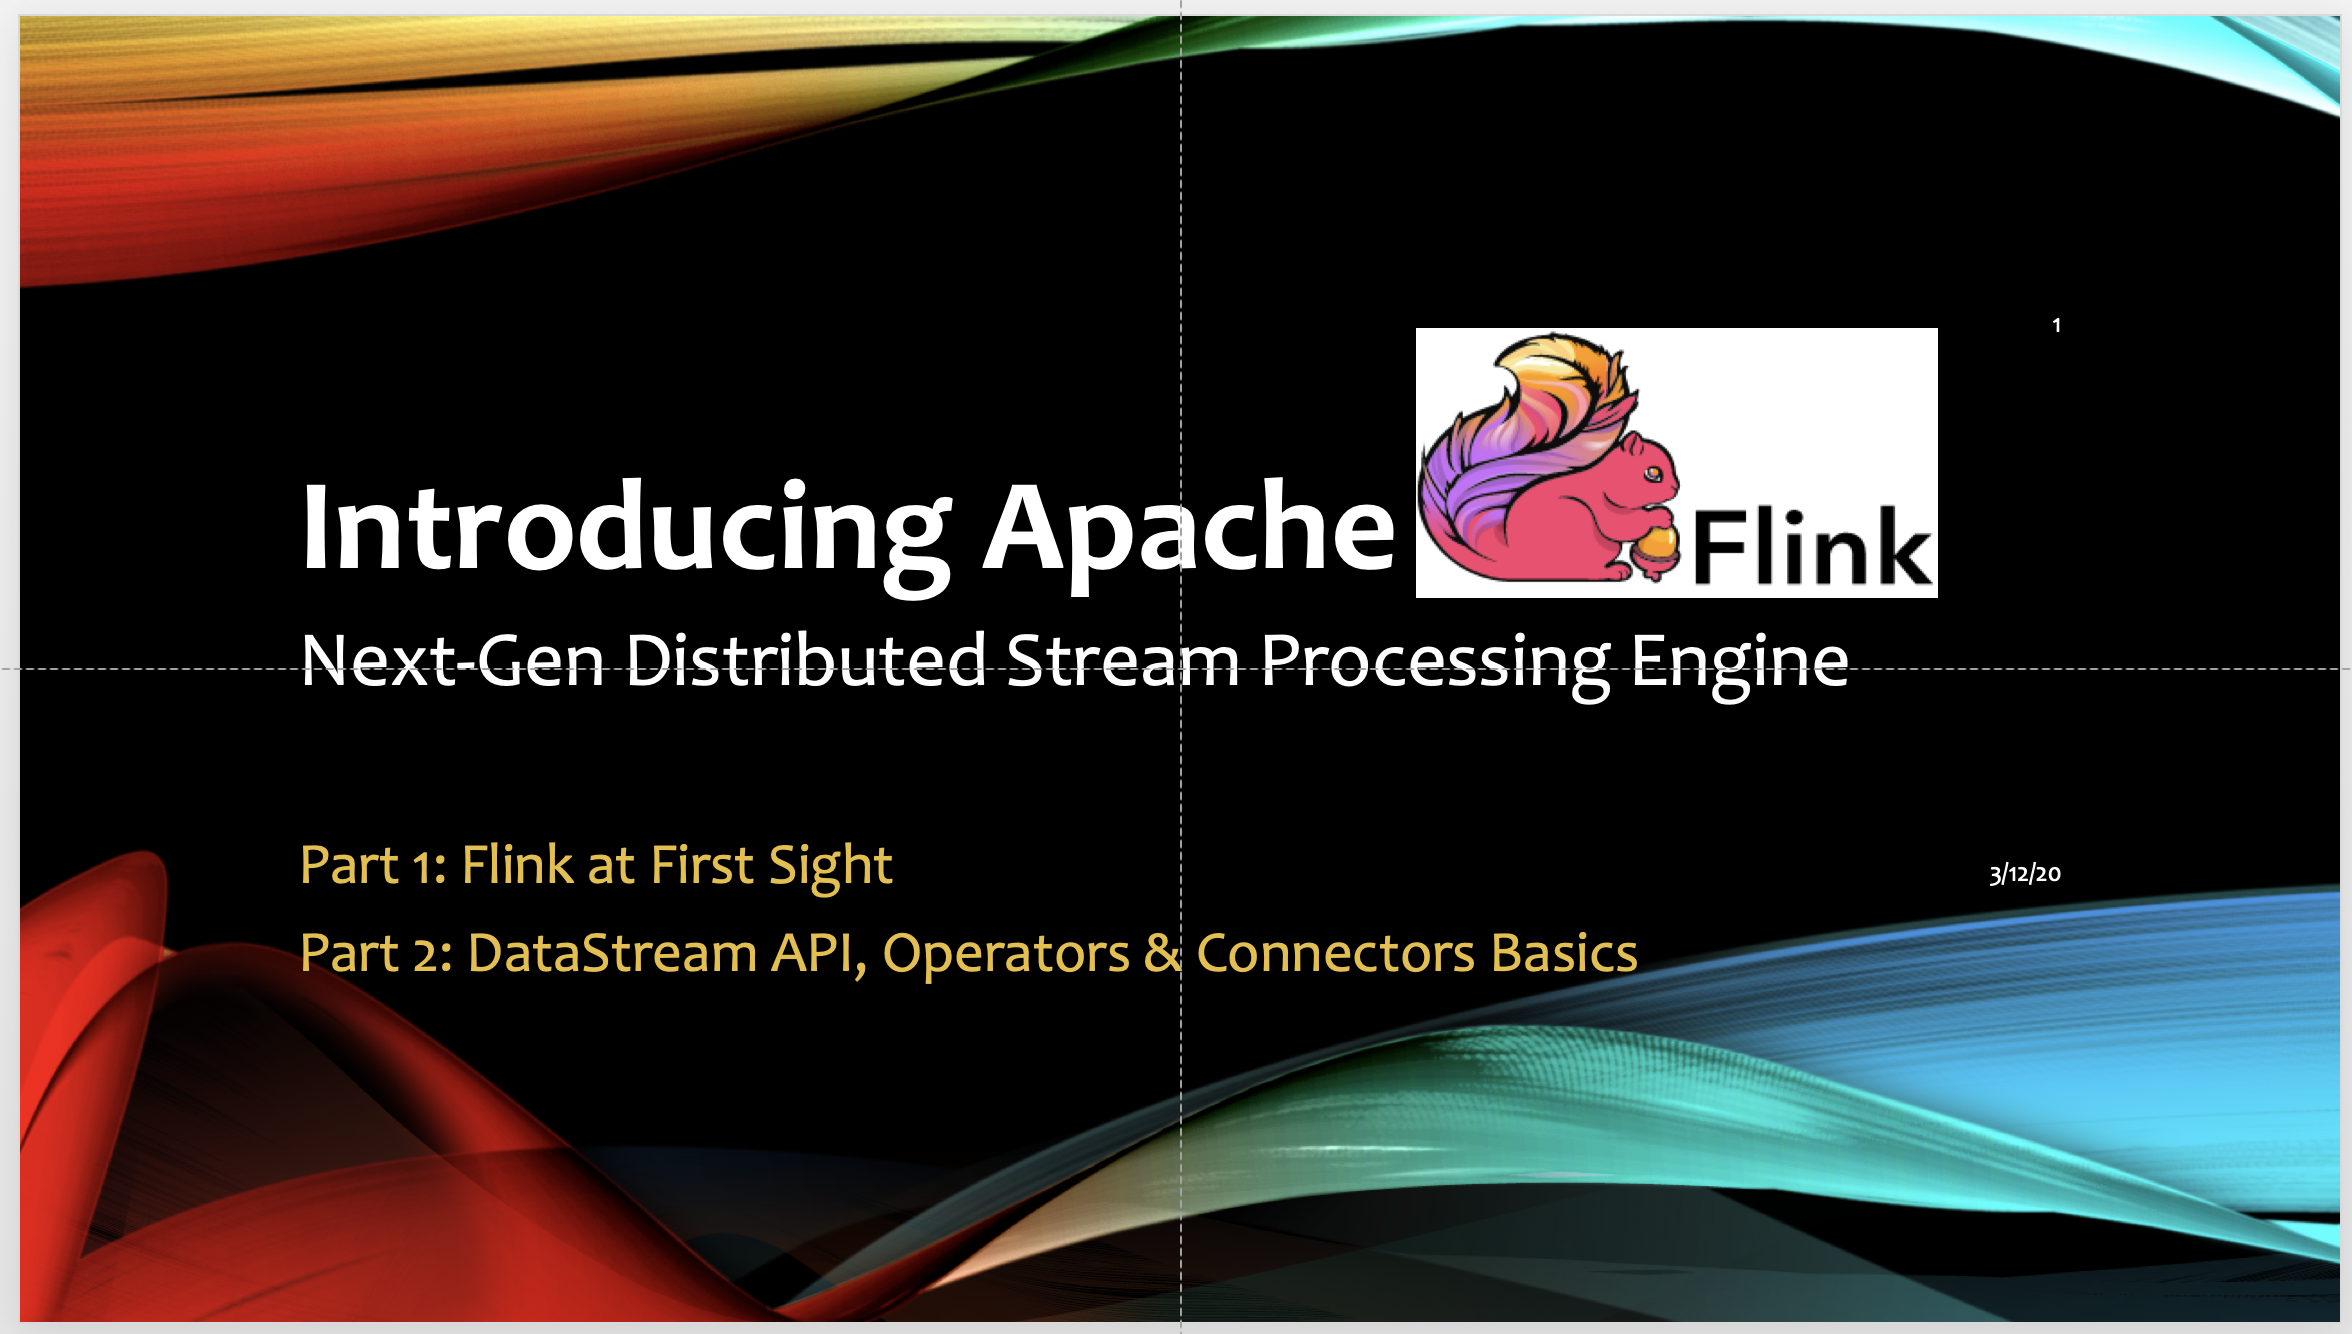 1
Introducing Apache Flink
Next-Gen Distributed Stream Processing Engine
Part 1: Flink at First Sight
3/12/20
Part 2: DataStream API, Operators & Connectors Basics